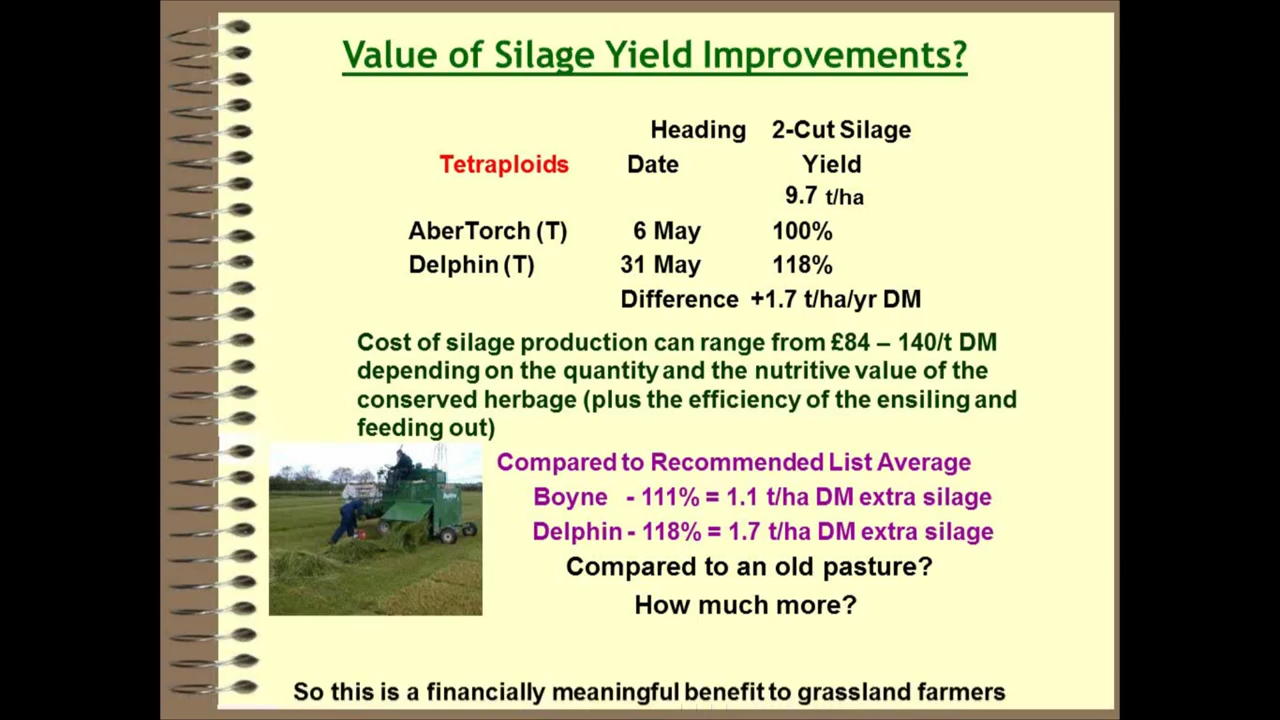 Value of Silage Yield Improvements?
Heading 2-Cut Silage
Tetraploids Date Yield
9.7 t/ha
AberTorch (T) 6 May 100%
Delphin (T) 31 May 118%
Difference +1.7 t/ha/yr DM
Cost of silage production can range from £84 – 140/t DM
depending on the quantity and the nutritive value of the
conserved herbage (plus the efficiency of the ensiling and
feeding out)
Compared to Recommended List Average
Boyne - 111% = 1.1 t/ha DM extra silage
Delphin - 118% = 1.7 t/ha DM extra silage
Compared to an old pasture?
How much more?
So this is a financially meaningful benefit to grassland farmers